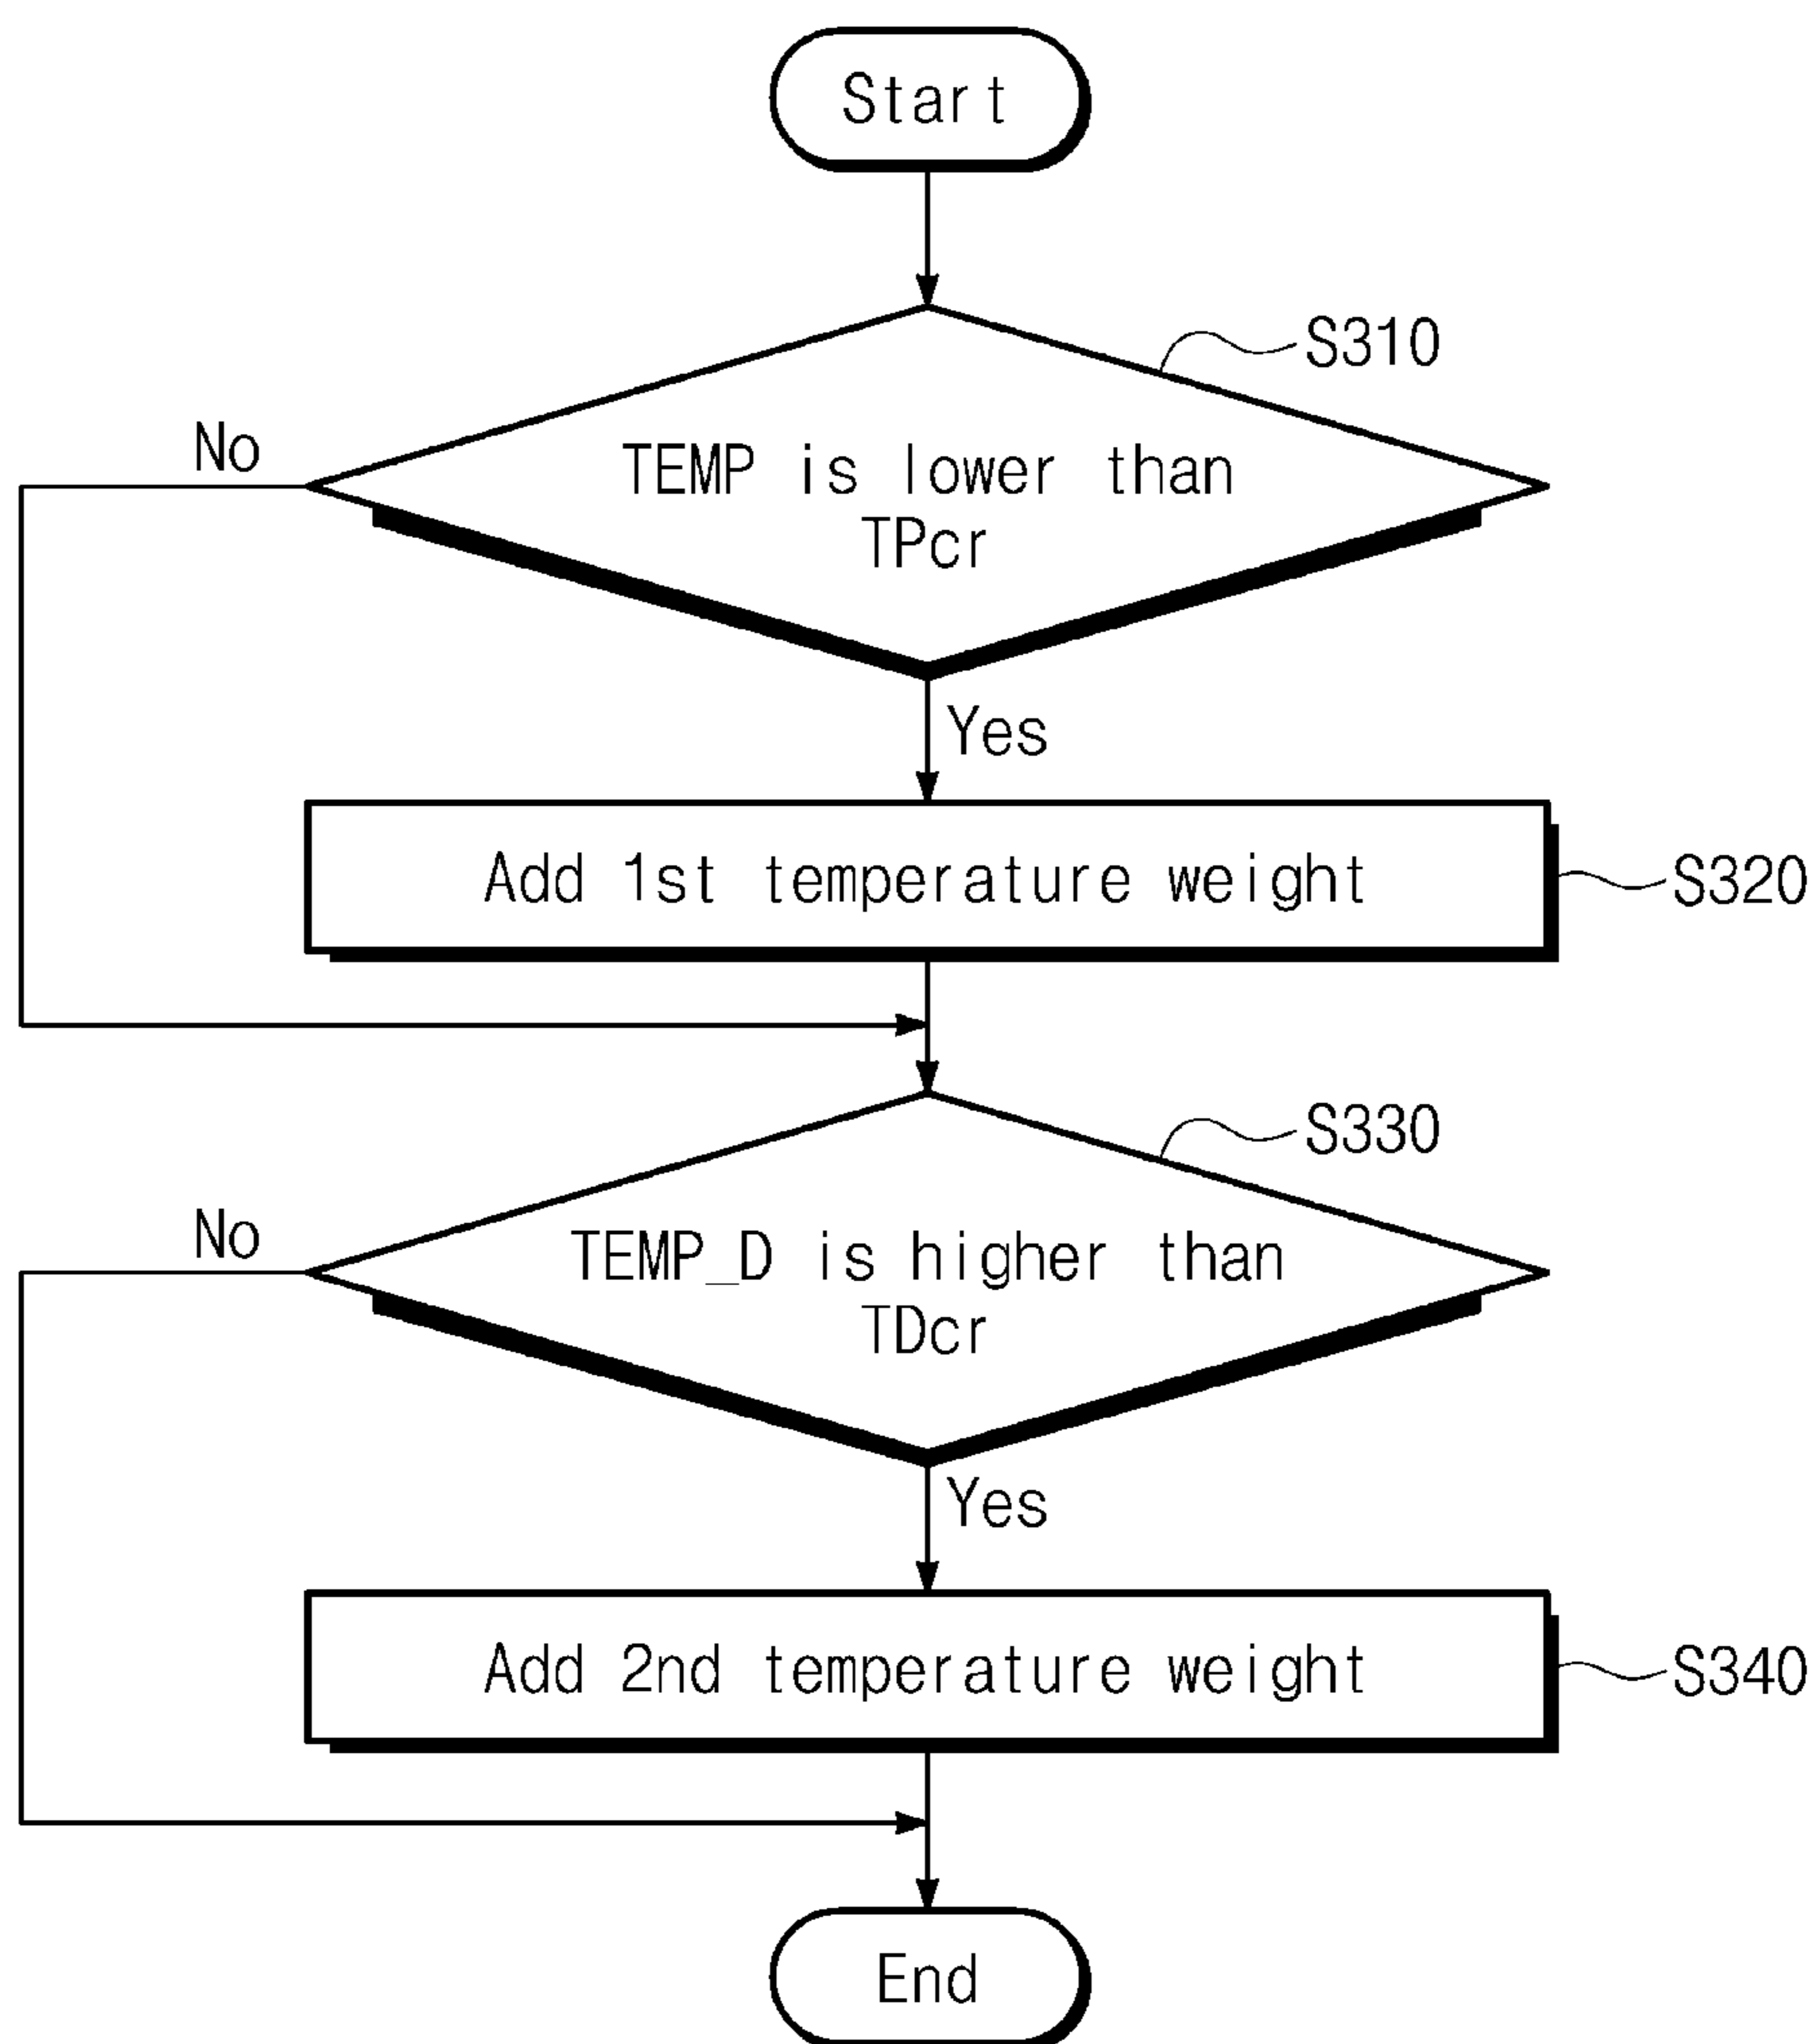 Start
S310
No
TEMP is lower than
TPcr
Yes
Add 1st temperature weight
S320
S330
No
TEMP_D is higher than
TDcr
Yes
Add 2nd temperature weight
S340
End